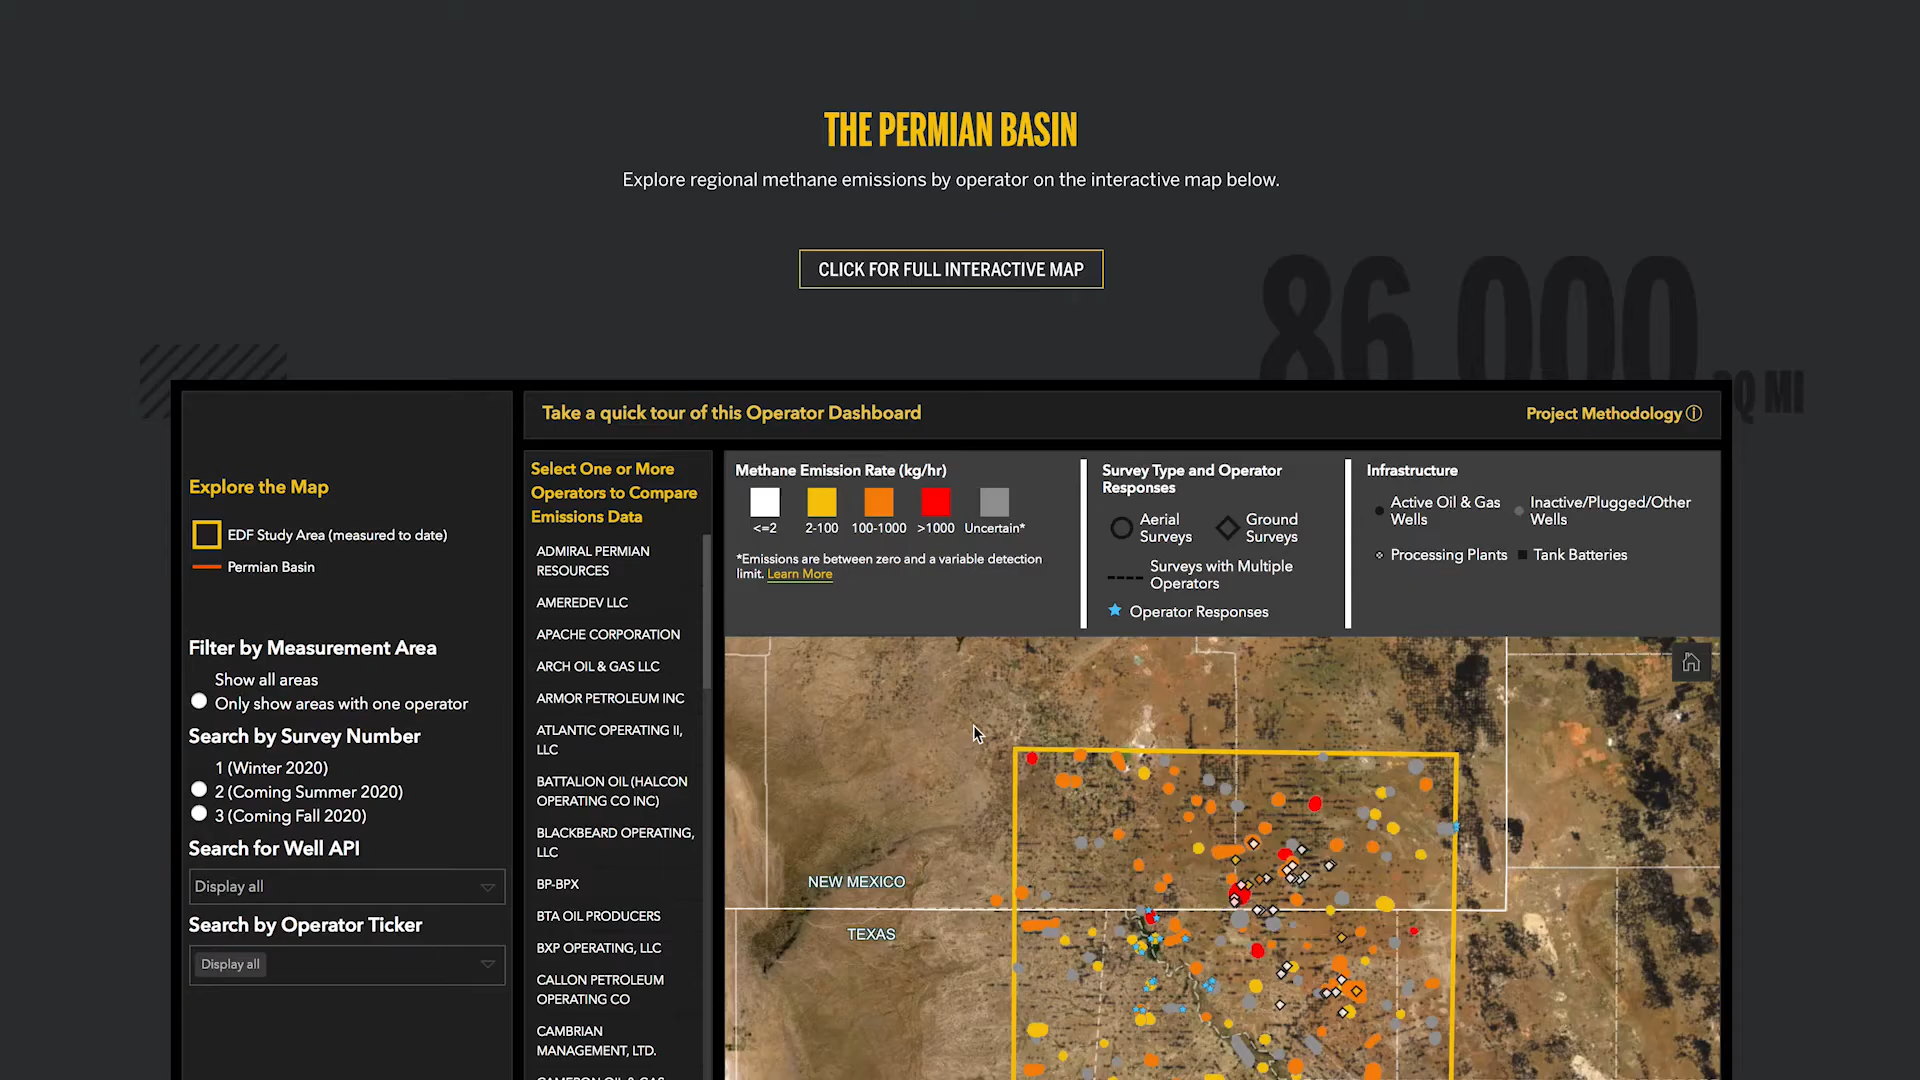 THE PERMIAN BASIN
Explore regional methane emissions by operator on the interactive map below.
CLICK FOR FULL INTERACTIVE MAP
86,000
SQ MI
Take a quick tour of this Operator Dashboard
Project Methodology
Explore the Map
EDF Study Area (measured to date)
Permian Basin
Filter by Measurement Area
Show all areas
Only show areas with one operator
Search by Survey Number
1 (Winter 2020)
2 (Coming Summer 2020)
3 (Coming Fall 2020)
Search for Well API
Display all
Search by Operator Ticker
Display all
Select One or More
Operators to Compare
Emissions Data
ADMIRAL PERMIAN
RESOURCES
AMEREDEV LLC
APACHE CORPORATION
ARCH OIL & GAS LLC
ARMOR PETROLEUM INC
ATLANTIC OPERATING II,
LLC
BATTALION OIL (HALCON
OPERATING CO INC)
BLACKBEARD OPERATING,
LLC
BP-BPX
BTA OIL PRODUCERS
BXP OPERATING, LLC
CALLON PETROLEUM
OPERATING CO
CAMBRIAN
MANAGEMENT, LTD.
CAMERON OIL & GAS
Methane Emission Rate (kg/hr)
<=2
2-100
100-1000
>1000
Uncertain*
*Emissions are between zero and a variable detection
limit. Learn More
Survey Type and Operator
Responses
Aerial
Surveys
Ground
Surveys
Surveys with Multiple
Operators
Operator Responses
Infrastructure
Active Oil & Gas
Wells
Inactive/Plugged/Other
Wells
Processing Plants
Tank Batteries
NEW MEXICO
TEXAS